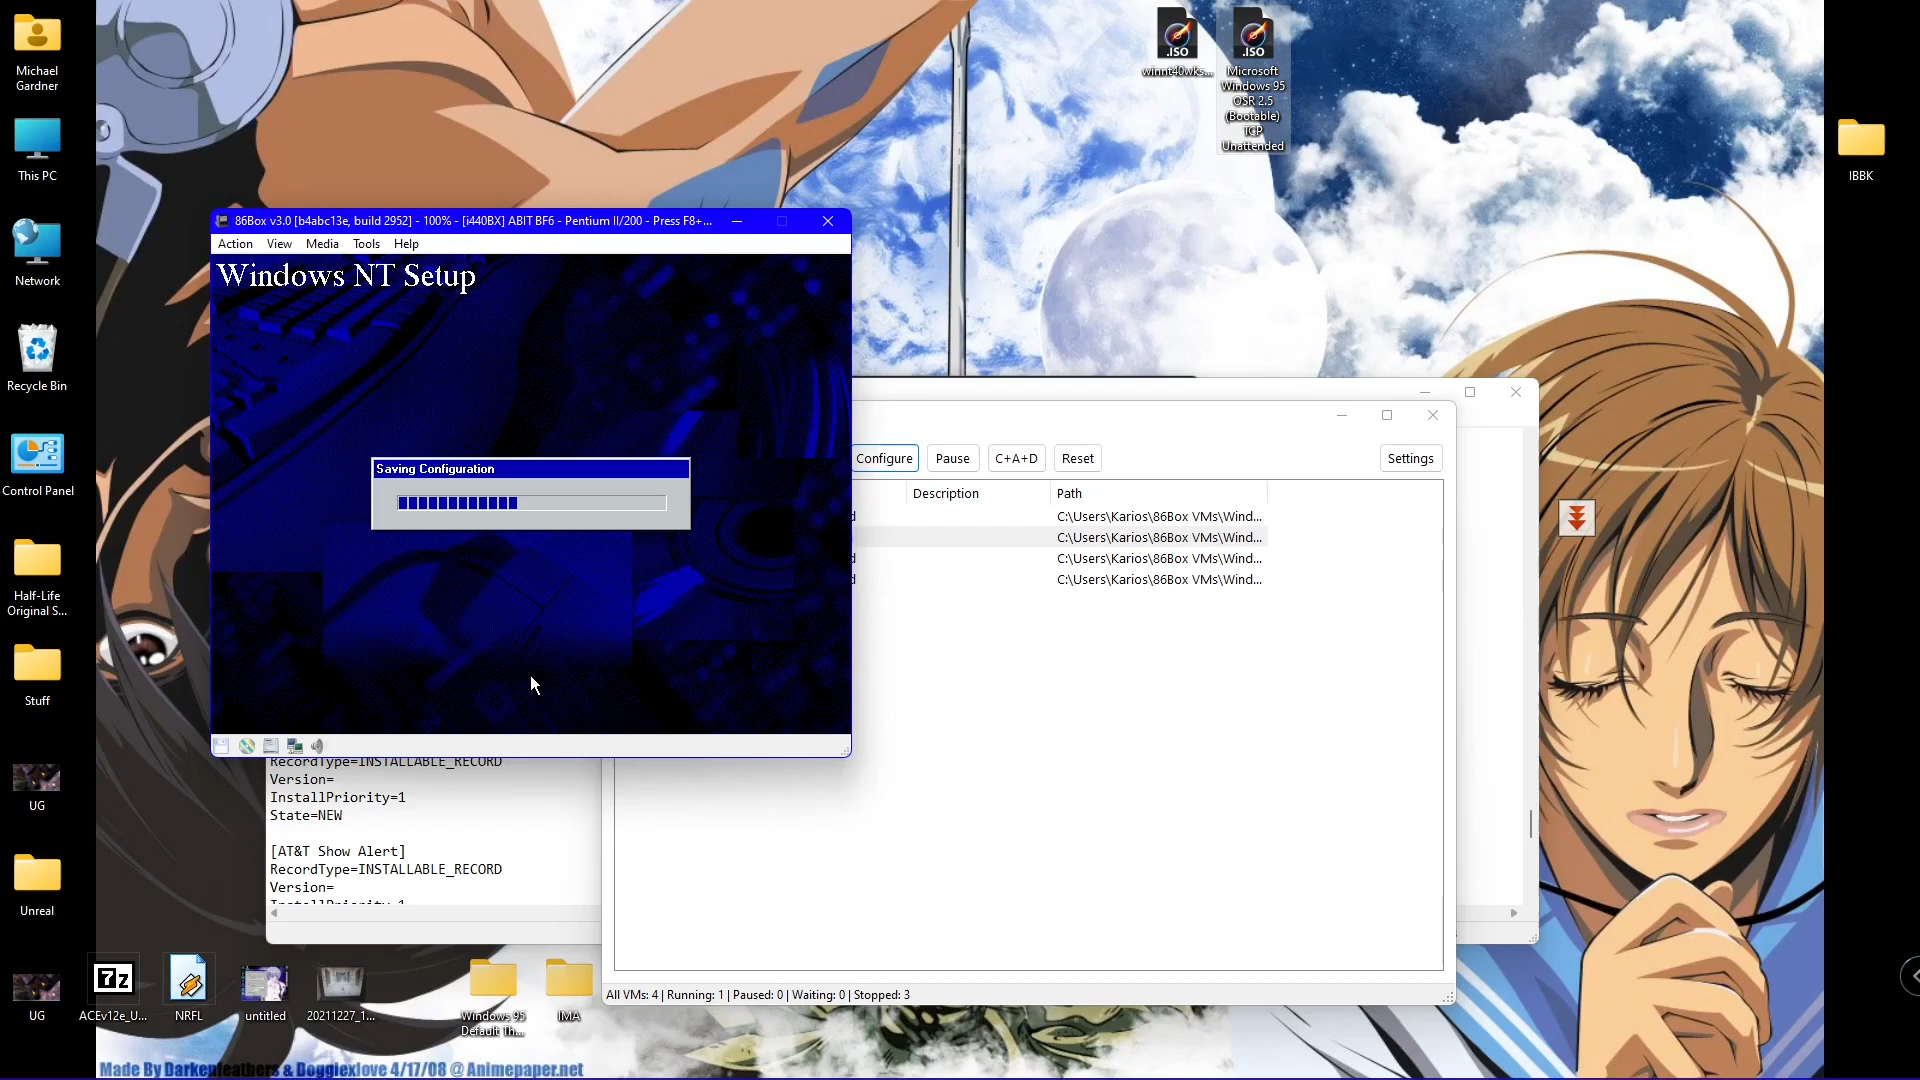 Michael
Gardner
This PC
Network
Recycle Bin
Control Panel
Half-Life
Original S...
Stuff
UG
Unreal
UG
.ISO
winnt40wks...
.ISO
Microsoft
Windows 95
OSR 2.5
(Bootable)
TCP
Unattended
IBBK
86Box v3.0 [b4abc13e, build 2952] - 100% - [i440BX] ABIT BF6 - Pentium II/200 - Press F8+...
Action View Media Tools Help
Windows NT Setup
Saving Configuration
Configure Pause C+A+D Reset Settings
Description Path
d C:\Users\Karios\86Box VMs\Wind...
C:\Users\Karios\86Box VMs\Wind...
d C:\Users\Karios\86Box VMs\Wind...
d C:\Users\Karios\86Box VMs\Wind...
RecordType=INSTALLABLE_RECORD
Version=
InstallPriority=1
State=NEW
[AT&T Show Alert]
RecordType=INSTALLABLE_RECORD
Version=
InstallPriority=1
All VMs: 4 | Running: 1 | Paused: 0 | Waiting: 0 | Stopped: 3
7z
ACEv12e_U...
NRFL
untitled
20211227_1...
Windows 95
Default Th...
IMA
Made By Darkenfeathers & Doggiexlove 4/17/08 @ Animepaper.net